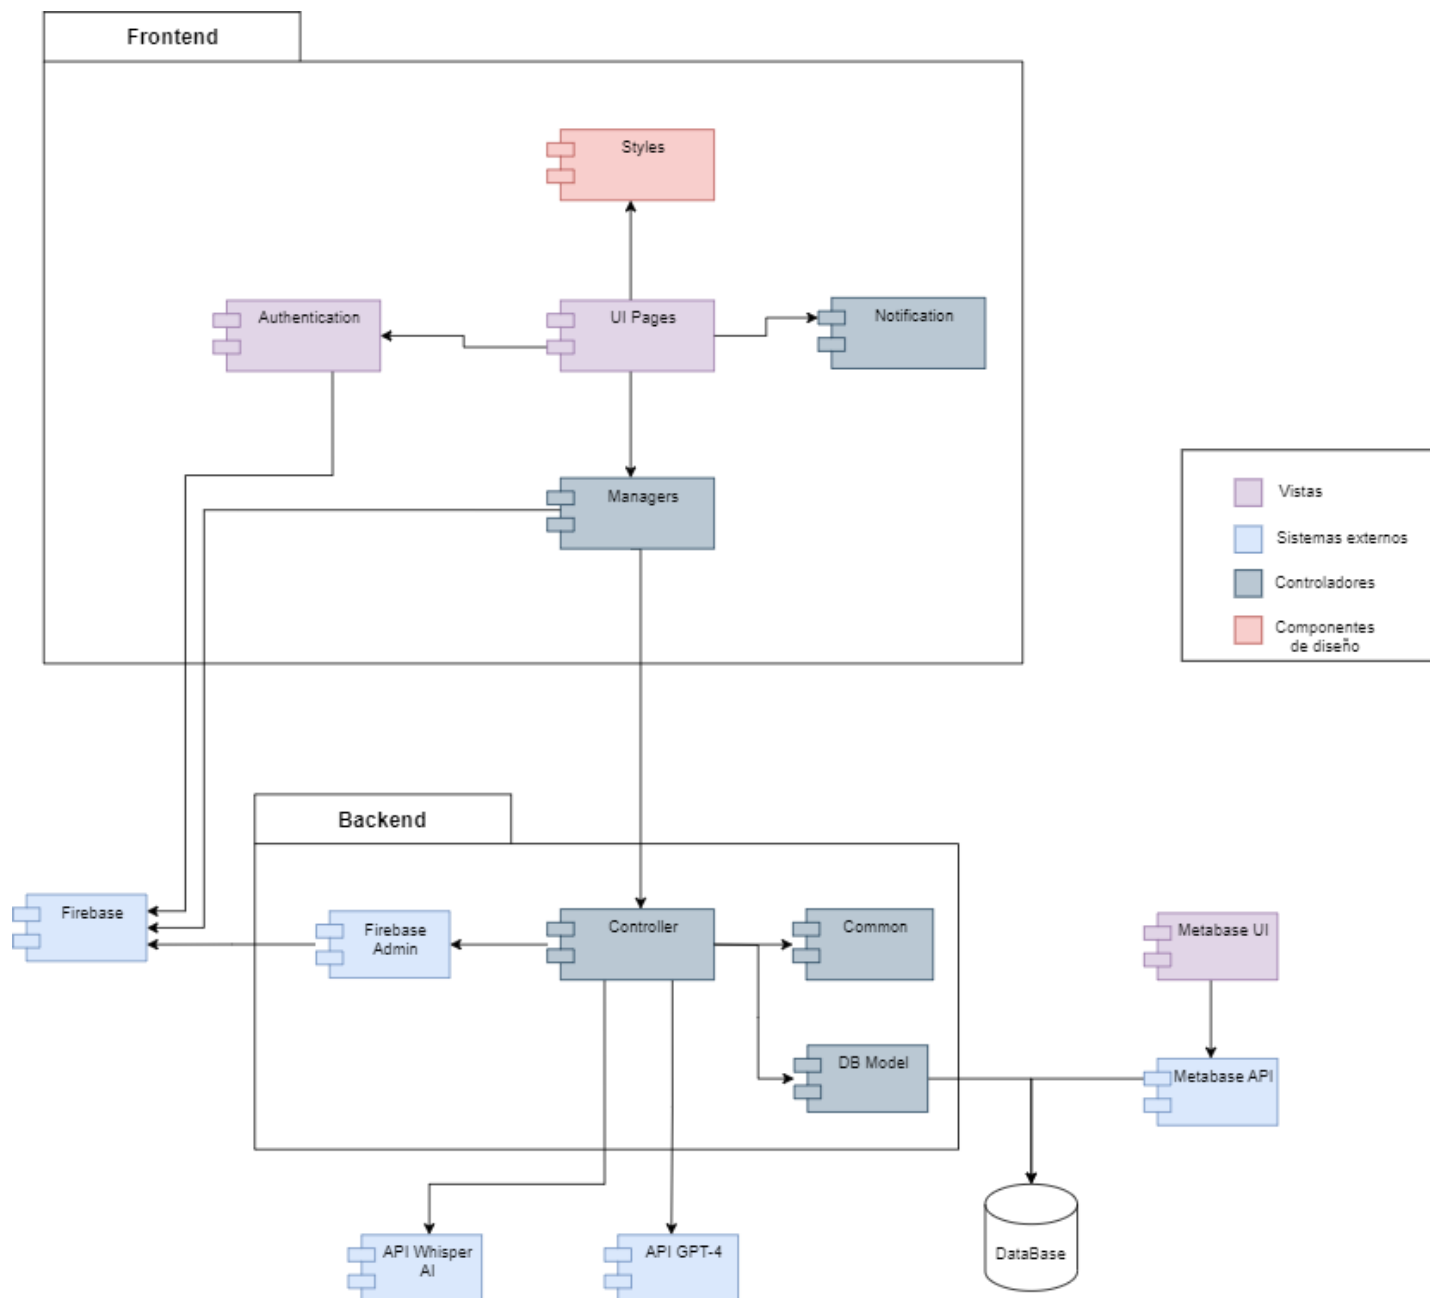 Frontend
Styles
Authentication
UI Pages
Notification
Managers
Vistas
Sistemas externos
Controladores
Componentes
de diseño
Backend
Firebase
Firebase
Admin
Controller
Common
Metabase UI
DB Model
Metabase API
API Whisper
AI
API GPT-4
DataBase